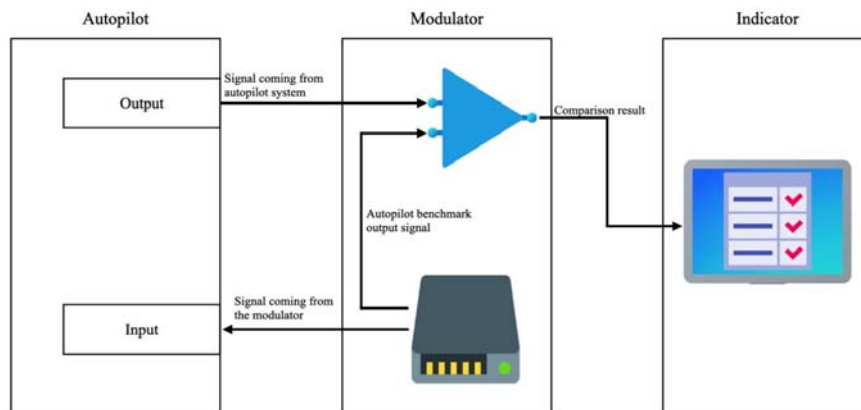 Autopilot
Modulator
Indicator
Signal coming from
autopilot system
Output
Comparison result
Autopilot benchmark
output signal
Signal coming from
the modulator
Input